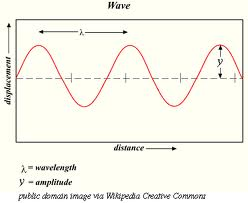 Wave
λ
displacement
y
distance
λ = wavelength
y = amplitude
public domain image via Wikipedia Creative Commons